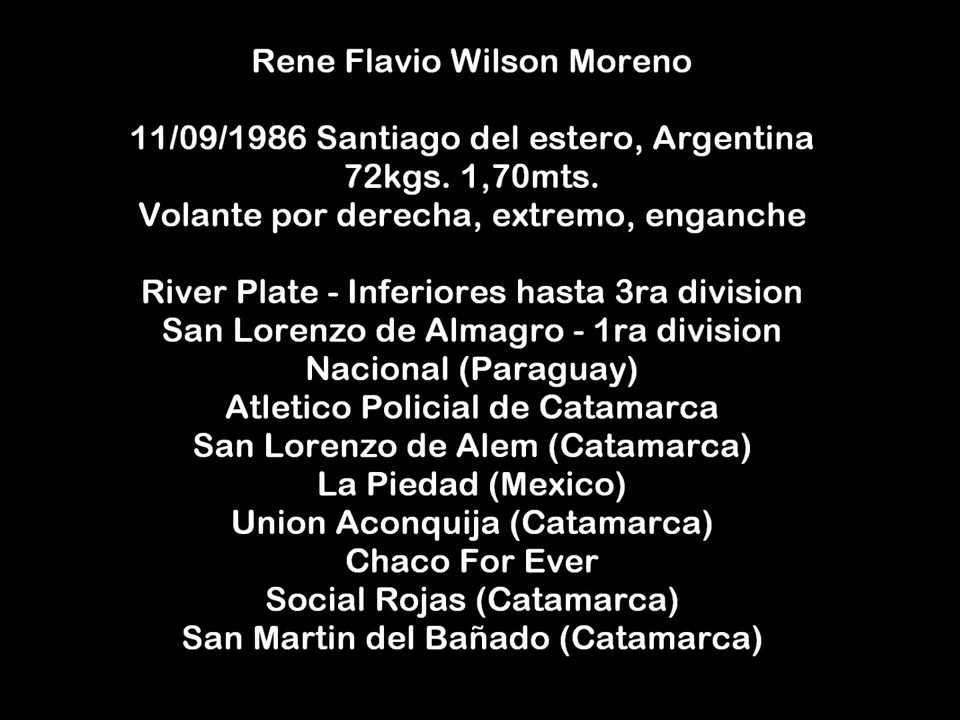 Rene Flavio Wilson Moreno
11/09/1986 Santiago del estero, Argentina
72kgs. 1,70mts.
Volante por derecha, extremo, enganche
River Plate - Inferiores hasta 3ra division
San Lorenzo de Almagro - 1ra division
Nacional (Paraguay)
Atletico Policial de Catamarca
San Lorenzo de Alem (Catamarca)
La Piedad (Mexico)
Union Aconquija (Catamarca)
Chaco For Ever
Social Rojas (Catamarca)
San Martin del Bañado (Catamarca)